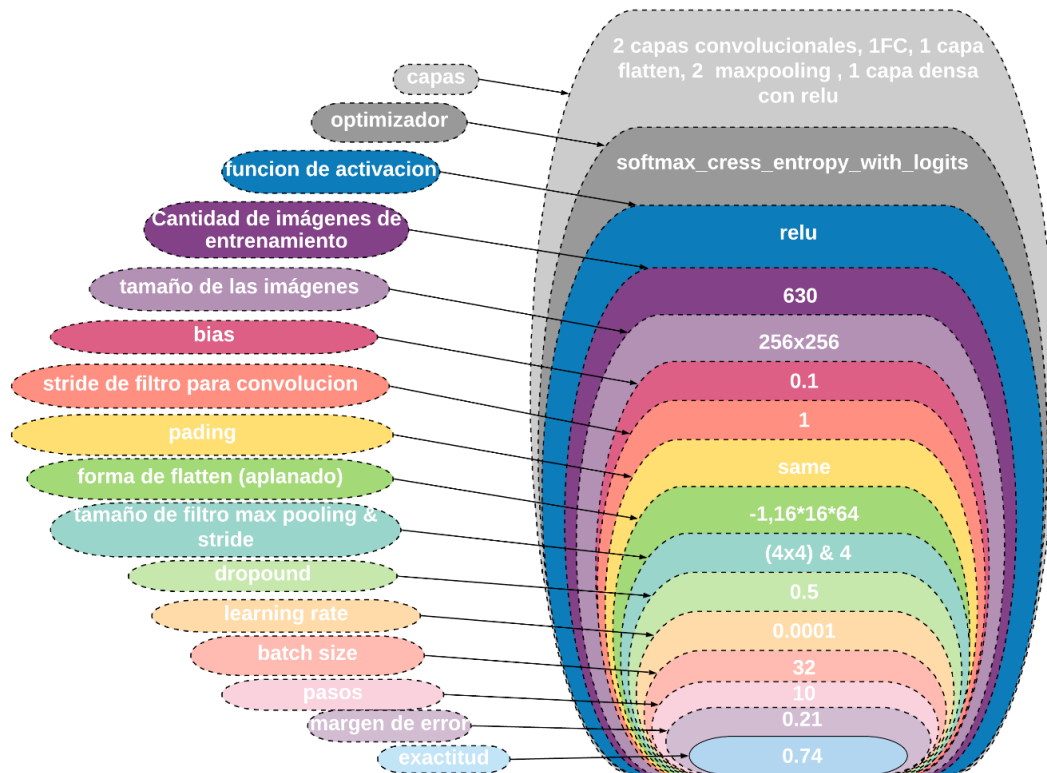 capas
2 capas convolucionales, 1FC, 1 capa
flatten, 2 maxpooling , 1 capa densa
con relu
optimizador
softmax_cress_entropy_with_logits
funcion de activacion
relu
Cantidad de imágenes de
entrenamiento
630
tamaño de las imágenes
256x256
bias
0.1
stride de filtro para convolucion
1
pading
same
forma de flatten (aplanado)
-1,16*16*64
tamaño de filtro max pooling &
stride
(4x4) & 4
dropound
0.5
learning rate
0.0001
batch size
32
pasos
10
margen de error
0.21
exactitud
0.74